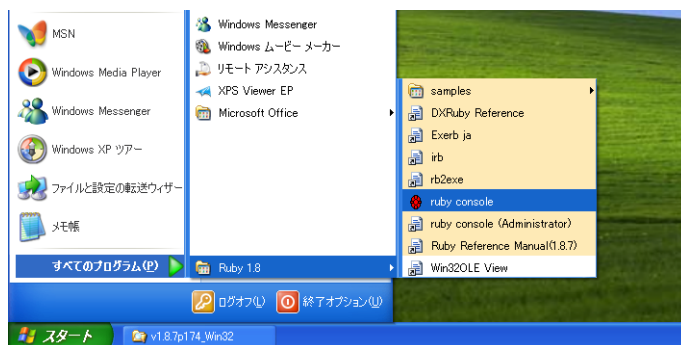 MSN
Windows Media Player
Windows Messenger
Windows XP ツアー
ファイルと設定の転送ウィザー
メモ帳
すべてのプログラム(P)
Windows Messenger
Windows ムービー メーカー
リモート アシスタンス
XPS Viewer EP
Microsoft Office
Ruby 1.8
samples
DXRuby Reference
Exerb ja
irb
rb2exe
ruby console
ruby console (Administrator)
Ruby Reference Manual(1.8.7)
Win32OLE View
ログオフ(L)
終了オプション(U)
スタート
v1.8.7p174_Win32